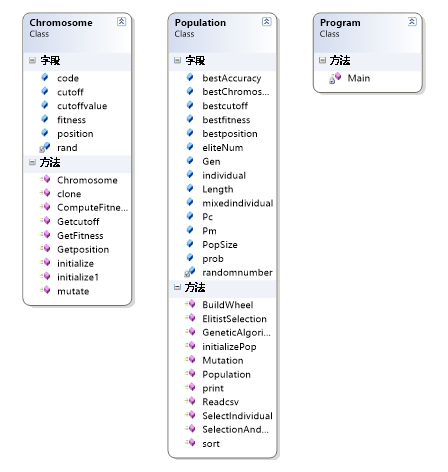 Chromosome
Class
字段
code
cutoff
cutoffvalue
fitness
position
rand
方法
Chromosome
clone
ComputeFitne...
Getcutoff
GetFitness
Getposition
initialize
initialize1
mutate
Population
Class
字段
bestAccuracy
bestChromos...
bestcutoff
bestfitness
bestposition
eliteNum
Gen
individual
Length
mixedindividual
Pc
Pm
PopSize
prob
randomnumber
方法
BuildWheel
ElitistSelection
GeneticAlgori...
initializePop
Mutation
Population
print
Readcsv
SelectIndividual
SelectionAnd...
sort
Program
Class
方法
Main